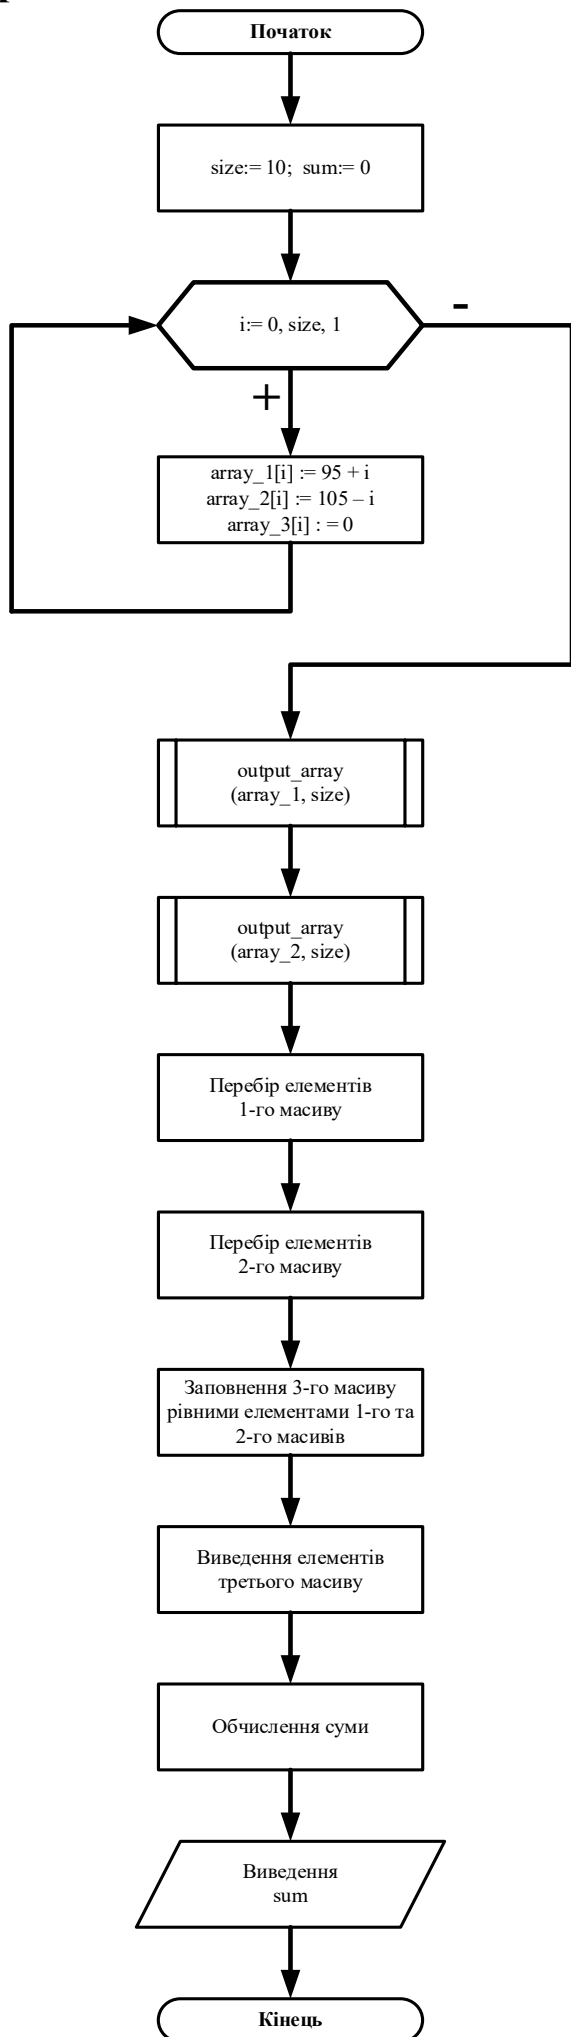 Початок
size:= 10;  sum:= 0
i:= 0, size, 1
-
+
array_1[i] := 95 + i
array_2[i] := 105 – i
array_3[i] : = 0
output_array
(array_1, size)
output_array
(array_2, size)
Перебір елементів
1-го масиву
Перебір елементів
2-го масиву
Заповнення 3-го масиву
рівними елементами 1-го та
2-го масивів
Виведення елементів
третього масиву
Обчислення суми
Виведення
sum
Кінець